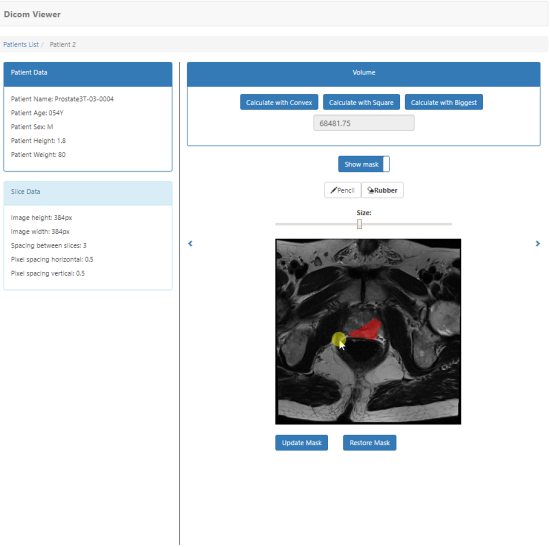 Dicom Viewer
Patients List / Patient 2
Patient Data
Patient Name: Prostate3T-03-0004
Patient Age: 054Y
Patient Sex: M
Patient Height: 1.8
Patient Weight: 80
Slice Data
Image height: 384px
Image width: 384px
Spacing between slices: 3
Pixel spacing horizontal: 0.5
Pixel spacing vertical: 0.5
Volume
Calculate with Convex Calculate with Square Calculate with Biggest
68481.75
Show mask
Pencil Rubber
Size:
Update Mask Restore Mask